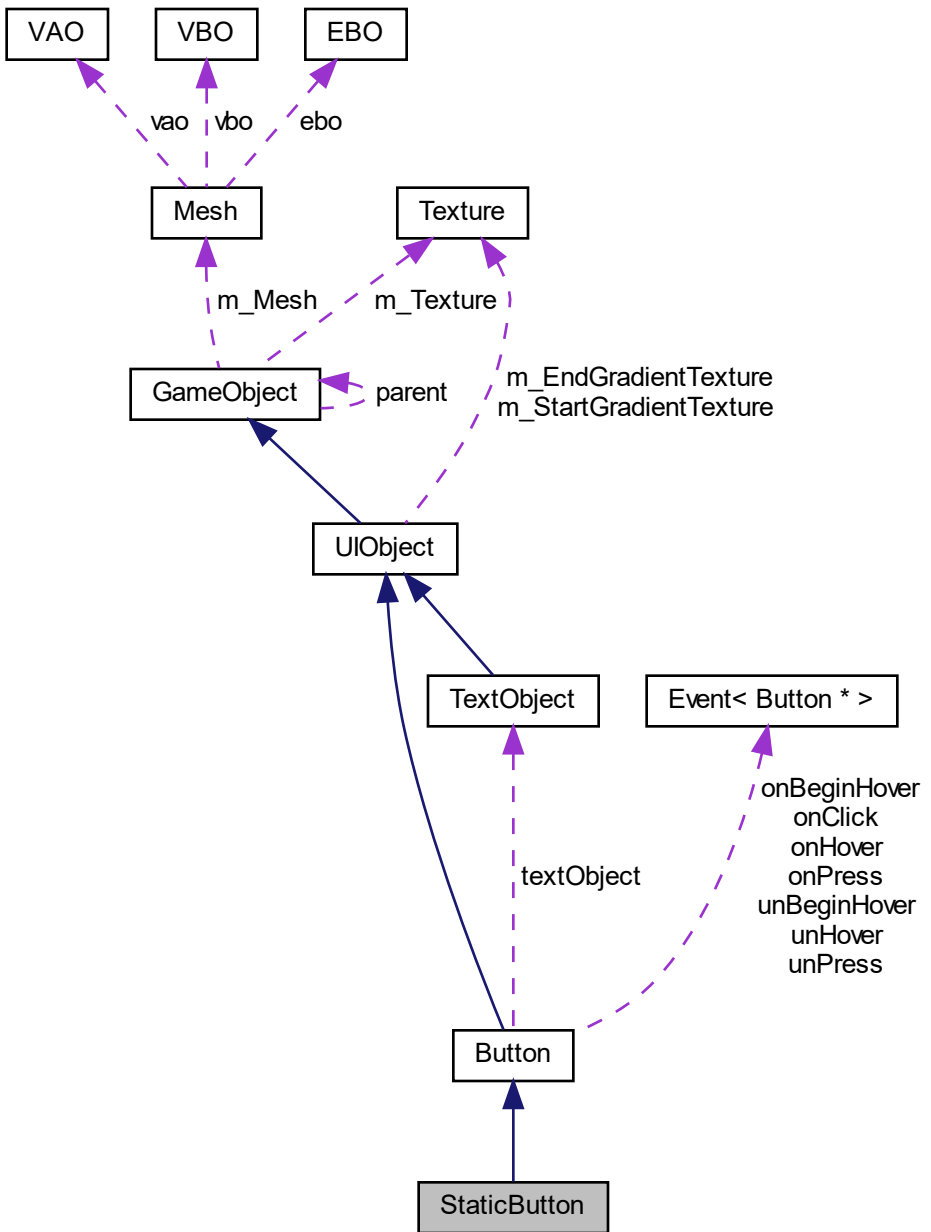 VAO
VBO
EBO
vao
vbo
ebo
Mesh
Texture
m_Mesh
m_Texture
GameObject
parent
m_EndGradientTexture
m_StartGradientTexture
UIObject
TextObject
Event< Button * >
textObject
onBeginHover
onClick
onHover
onPress
unBeginHover
unHover
unPress
Button
StaticButton